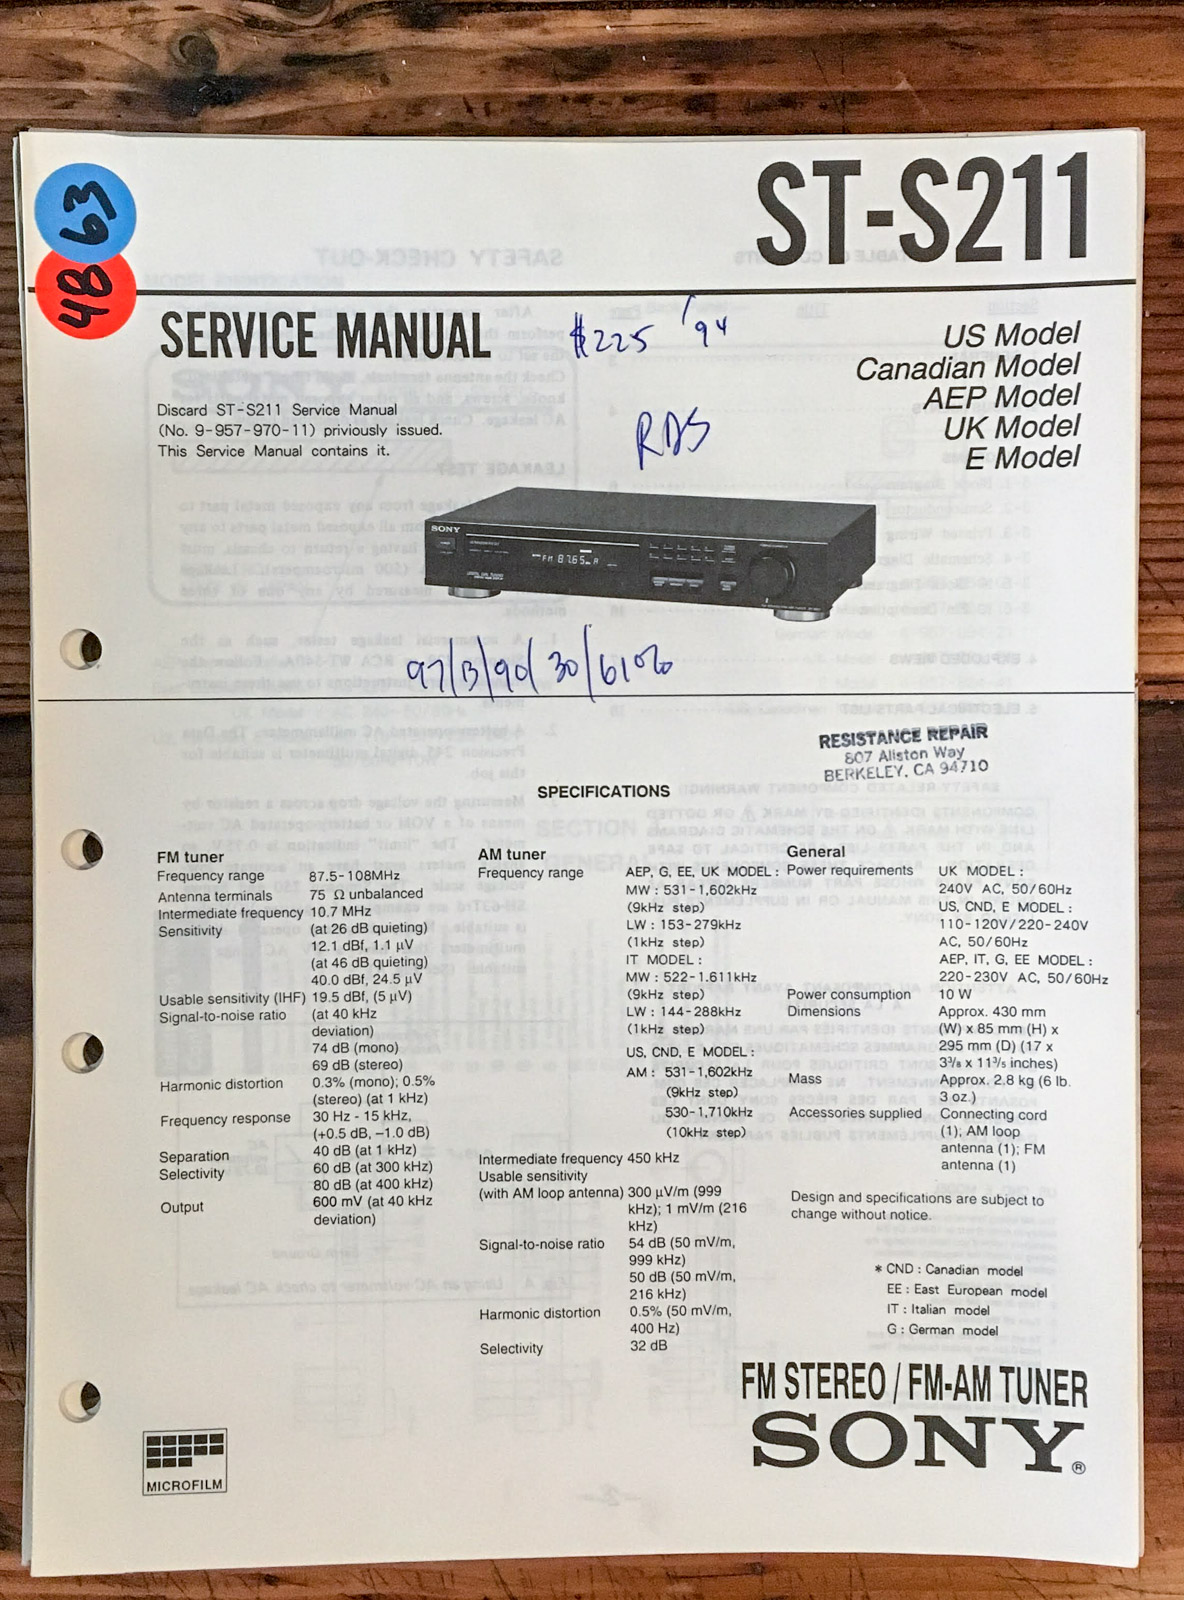 63
48
ST-S211
SERVICE MANUAL
$225 '94
US Model
Canadian Model
AEP Model
UK Model
E Model
Discard ST-S211 Service Manual
(No. 9-957-970-11) priviously issued.
This Service Manual contains it.
RDS
SONY
FM 87.65 A
97/13/90/30/610%
RESISTANCE REPAIR
807 Allston Way
BERKELEY, CA 94710
SPECIFICATIONS
FM tuner
Frequency range 87.5-108MHz
Antenna terminals 75 Ω unbalanced
Intermediate frequency 10.7 MHz
Sensitivity (at 26 dB quieting)
12.1 dBf, 1.1 μV
(at 46 dB quieting)
40.0 dBf, 24.5 μV
Usable sensitivity (IHF) 19.5 dBf, (5 μV)
Signal-to-noise ratio (at 40 kHz
deviation)
74 dB (mono)
69 dB (stereo)
Harmonic distortion 0.3% (mono); 0.5%
(stereo) (at 1 kHz)
Frequency response 30 Hz - 15 kHz,
(+0.5 dB, –1.0 dB)
Separation 40 dB (at 1 kHz)
Selectivity 60 dB (at 300 kHz)
80 dB (at 400 kHz)
Output 600 mV (at 40 kHz
deviation)
AM tuner
Frequency range AEP, G, EE, UK MODEL :
MW : 531-1,602kHz
(9kHz step)
LW : 153-279kHz
(1kHz step)
IT MODEL :
MW : 522-1.611kHz
(9kHz step)
LW : 144-288kHz
(1kHz step)
US, CND, E MODEL :
AM : 531-1,602kHz
(9kHz step)
530-1,710kHz
(10kHz step)
Intermediate frequency 450 kHz
Usable sensitivity
(with AM loop antenna) 300 μV/m (999
kHz); 1 mV/m (216
kHz)
Signal-to-noise ratio 54 dB (50 mV/m,
999 kHz)
50 dB (50 mV/m,
216 kHz)
Harmonic distortion 0.5% (50 mV/m,
400 Hz)
Selectivity 32 dB
General
Power requirements UK MODEL :
240V AC, 50/60Hz
US, CND, E MODEL :
110-120V/220-240V
AC, 50/60Hz
AEP, IT, G, EE MODEL :
220-230V AC, 50/60Hz
Power consumption 10 W
Dimensions Approx. 430 mm
(W) x 85 mm (H) x
295 mm (D) (17 x
3³/₈ x 11³/₅ inches)
Mass Approx. 2.8 kg (6 lb.
3 oz.)
Accessories supplied Connecting cord
(1); AM loop
antenna (1); FM
antenna (1)
Design and specifications are subject to
change without notice.
* CND : Canadian model
EE : East European model
IT : Italian model
G : German model
FM STEREO / FM-AM TUNER
SONY®
MICROFILM